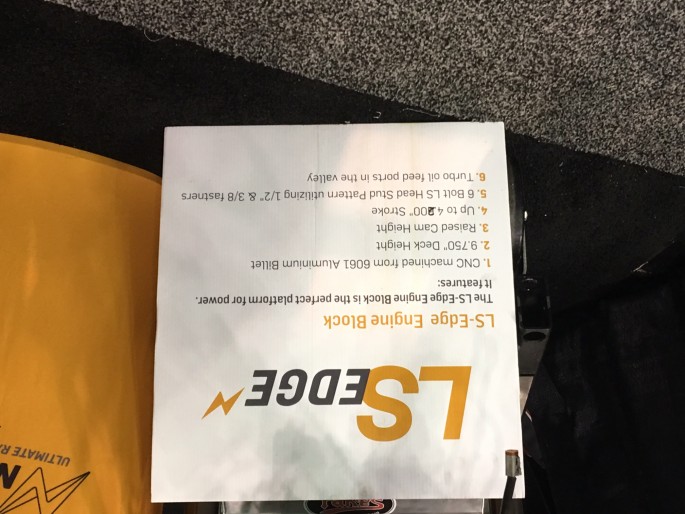 LS EDGE
LS-Edge Engine Block
The LS-Edge Engine Block is the perfect platform for power.
It features:
1. CNC machined from 6061 Aluminium Billet
2. 9.750" Deck Height
3. Raised Cam Height
4. Up to 4.200" Stroke
5. 6 Bolt LS Head Stud Pattern utilizing 1/2" & 3/8 fastners
6. Turbo oil feed ports in the valley
N
ULTIMATE RA